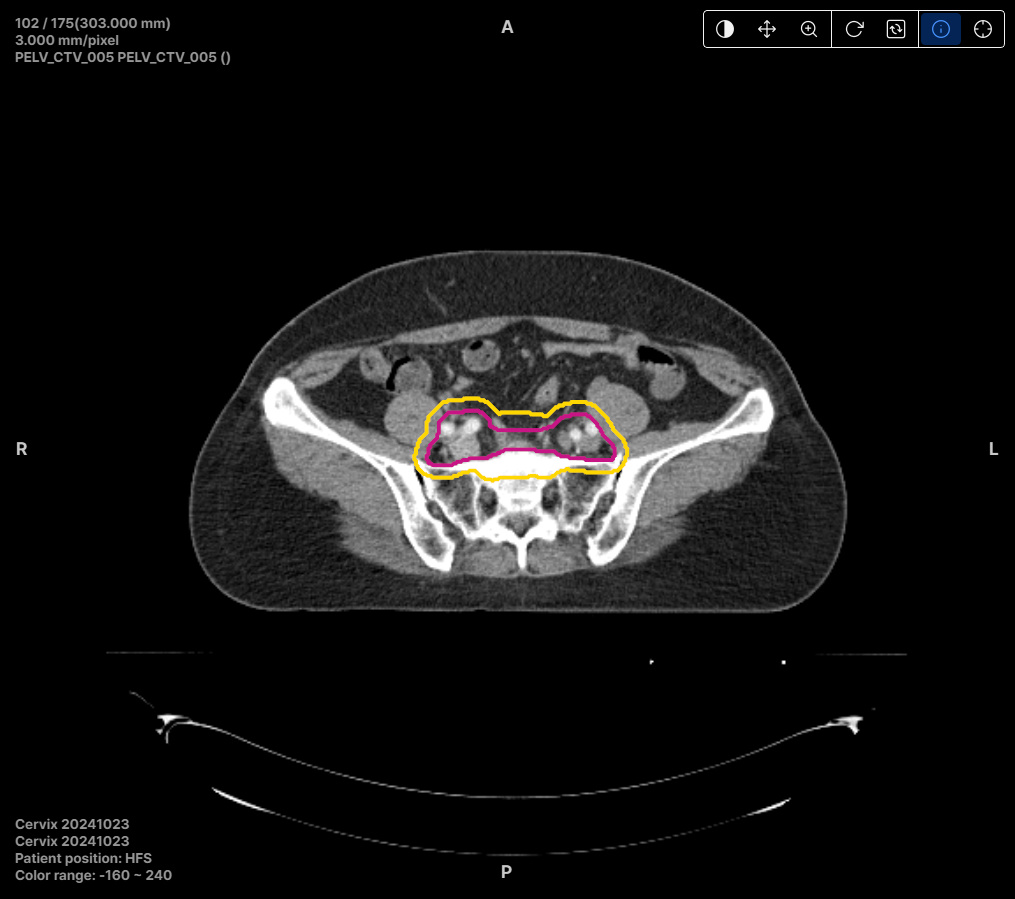 102 / 175(303.000 mm)
3.000 mm/pixel
PELV_CTV_005 PELV_CTV_005 ()
A
R
L
Cervix 20241023
Cervix 20241023
Patient position: HFS
Color range: -160 ~ 240
P